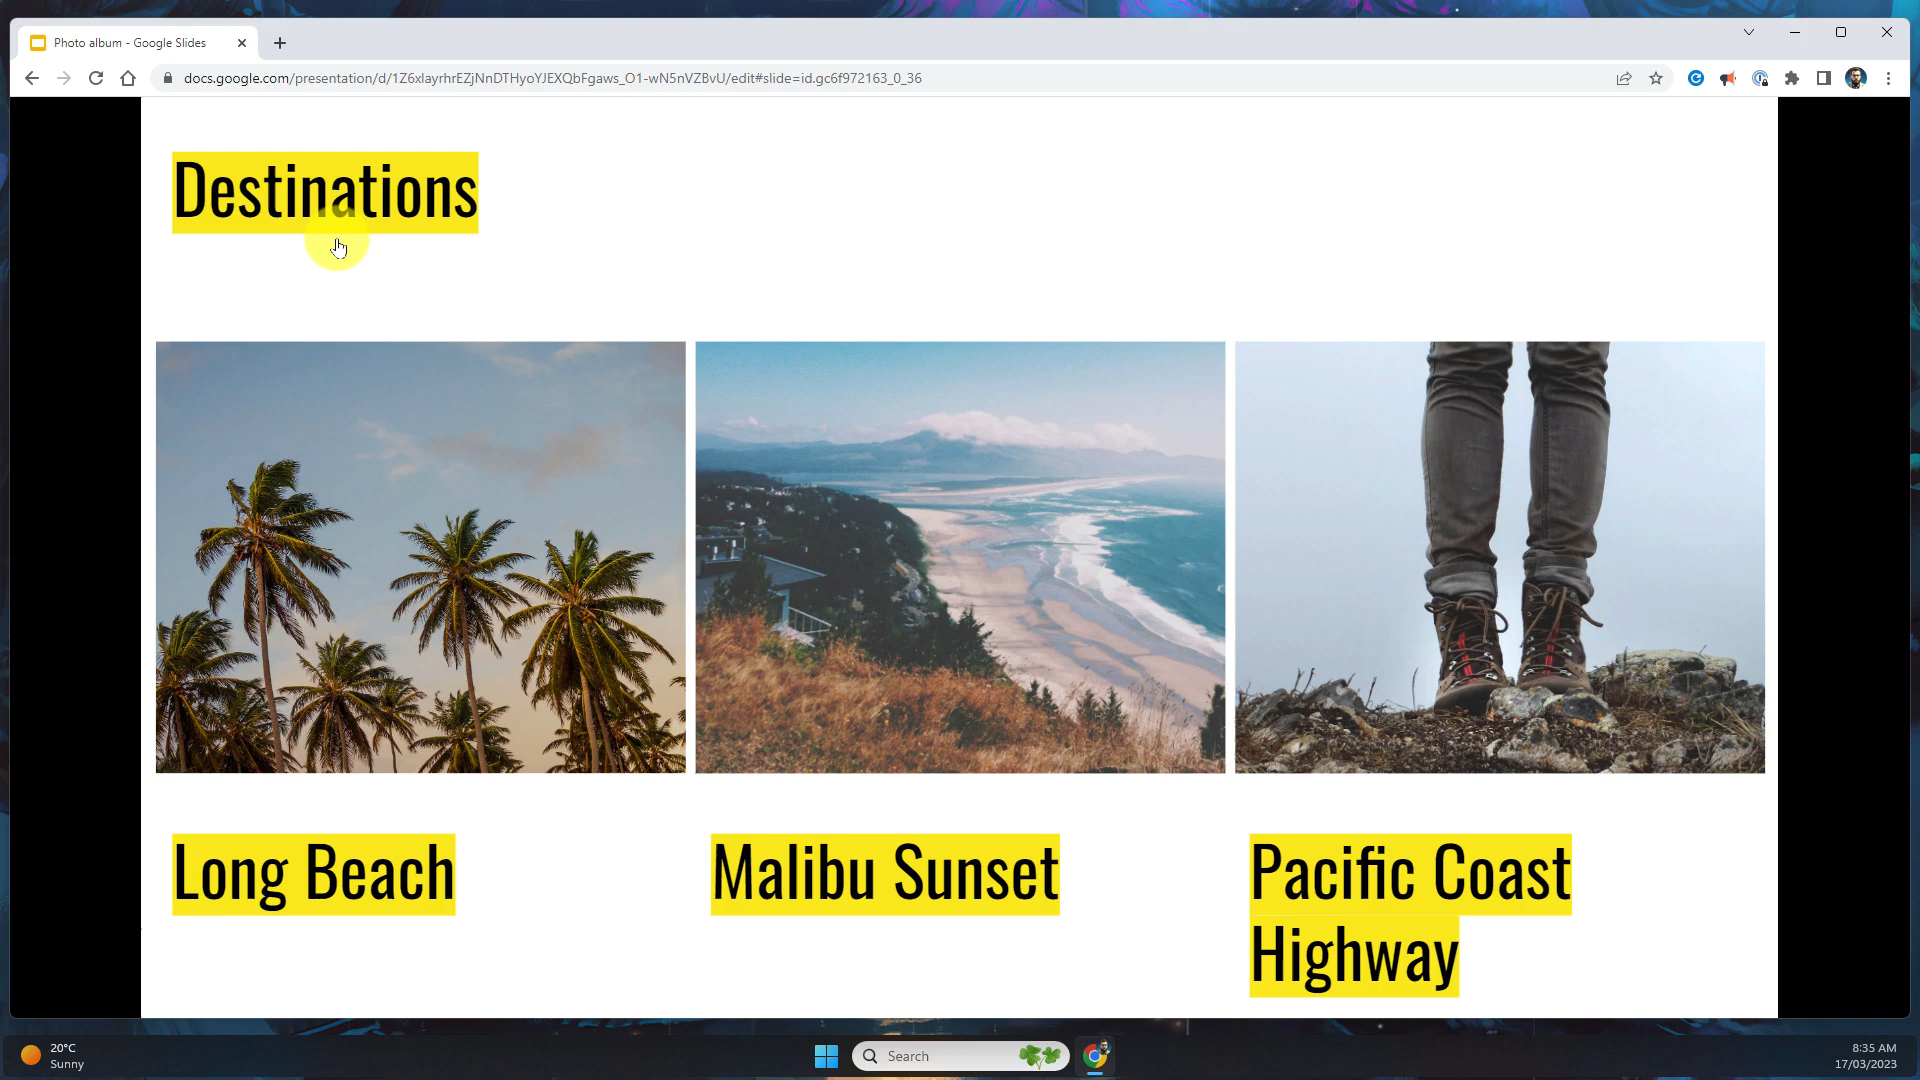 Photo album - Google Slides
docs.google.com/presentation/d/1Z6xlayrhrEZjNnDTHyoYJEXQbFgaws_O1-wN5nVZBvU/edit#slide=id.gc6f972163_0_36
Destinations
Long Beach
Malibu Sunset
Pacific Coast
Highway
20°C
Sunny
Search
8:35 AM
17/03/2023